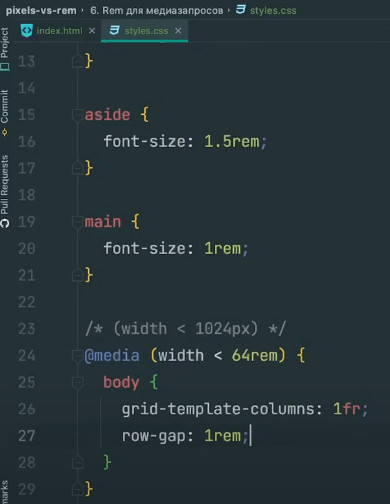 pixels-vs-rem › 6. Rem для медиазапросов › styles.css
Project
Commit
Pull Requests
marks
index.html ×
styles.css ×
13 }
14
15 aside {
16 font-size: 1.5rem;
17 }
18
19 main {
20 font-size: 1rem;
21 }
22
23 /* (width < 1024px) */
24 @media (width < 64rem) {
25 body {
26 grid-template-columns: 1fr;
27 row-gap: 1rem;
28 }
29 }